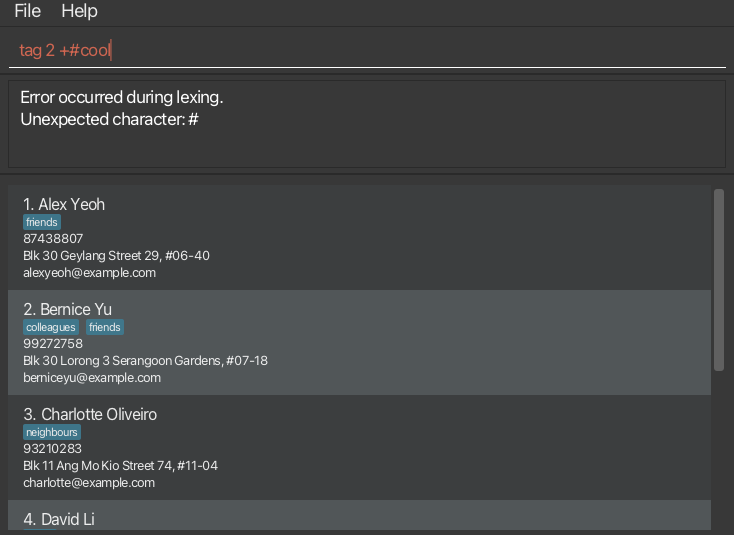 File Help
tag 2 +#cool
Error occurred during lexing.
Unexpected character: #
1. Alex Yeoh
friends
87438807
Blk 30 Geylang Street 29, #06-40
alexyeoh@example.com
2. Bernice Yu
colleagues friends
99272758
Blk 30 Lorong 3 Serangoon Gardens, #07-18
berniceyu@example.com
3. Charlotte Oliveiro
neighbours
93210283
Blk 11 Ang Mo Kio Street 74, #11-04
charlotte@example.com
4. David Li